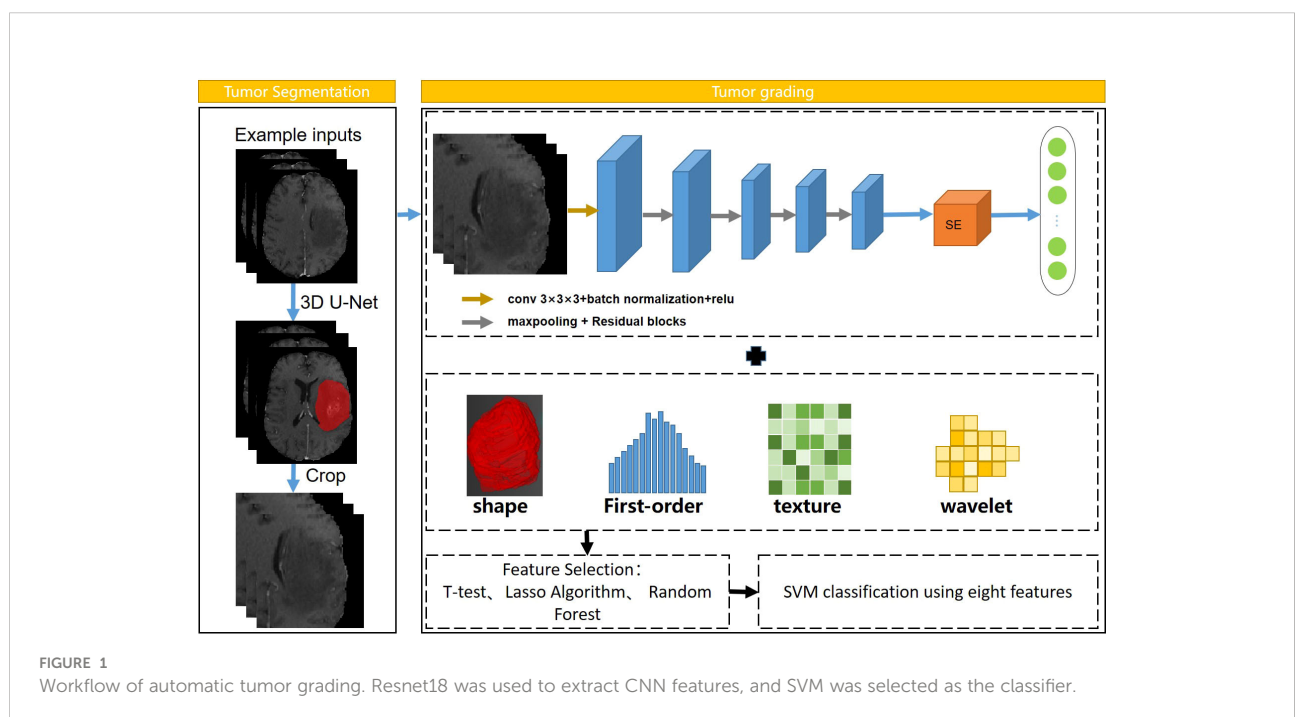 Tumor Segmentation
Tumor grading
Example inputs
3D U-Net
Crop
SE
conv 3×3×3+batch normalization+relu
maxpooling + Residual blocks
shape
First-order
texture
wavelet
Feature Selection：
T-test、Lasso Algorithm、 Random
Forest
SVM classification using eight features
FIGURE 1
Workflow of automatic tumor grading. Resnet18 was used to extract CNN features, and SVM was selected as the classifier.